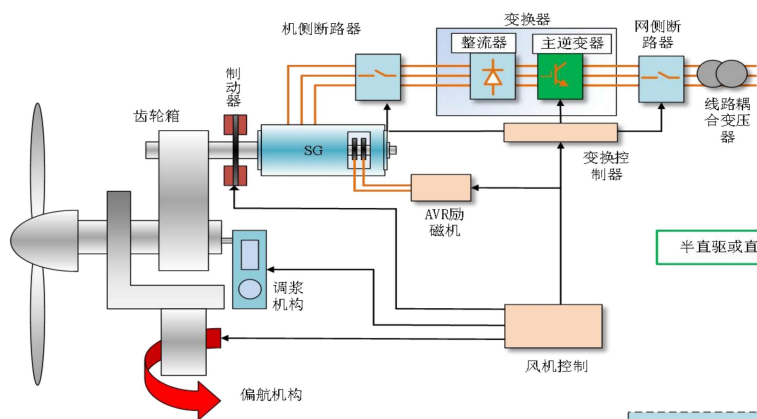 变换器
机侧断路器
网侧断
路器
整流器
主逆变器
制
动
器
齿轮箱
线路耦
合变压
器
SG
变换控
制器
AVR励
磁机
半直驱或直
调浆
机构
风机控制
偏航机构